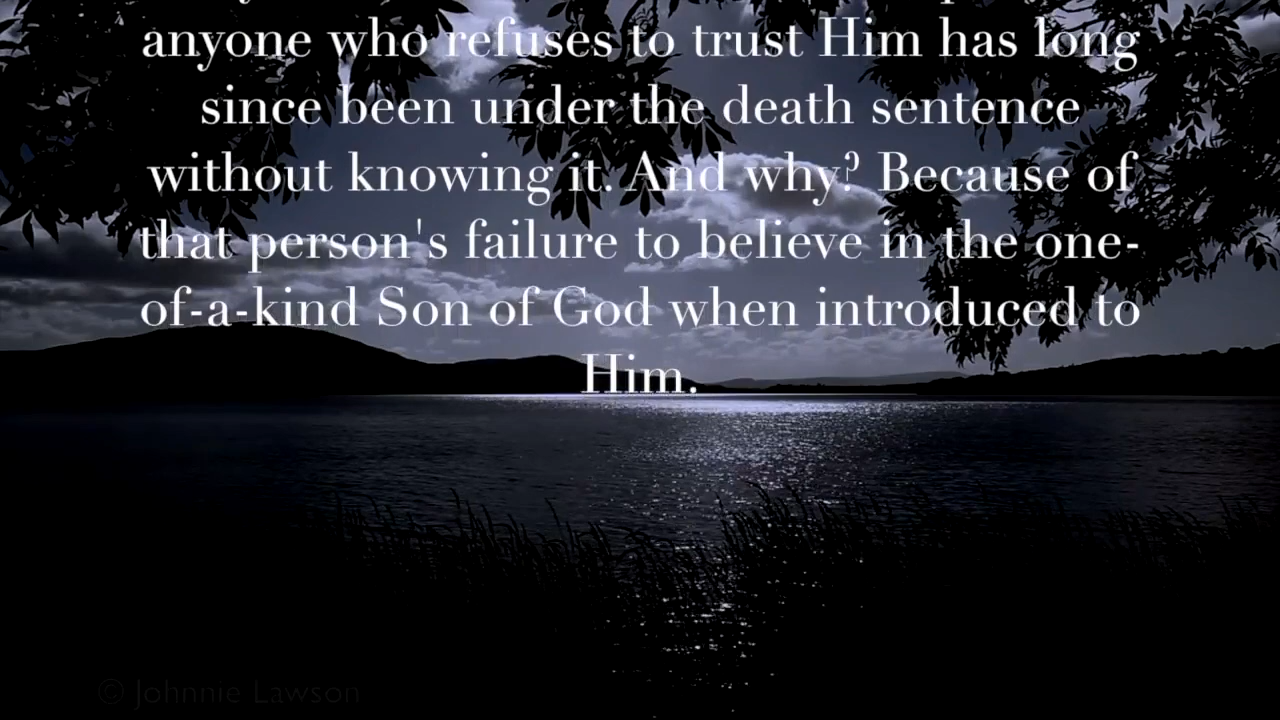 anyone who refuses to trust Him has long
since been under the death sentence
without knowing it. And why? Because of
that person's failure to believe in the one-
of-a-kind Son of God when introduced to
Him.
© Johnnie Lawson